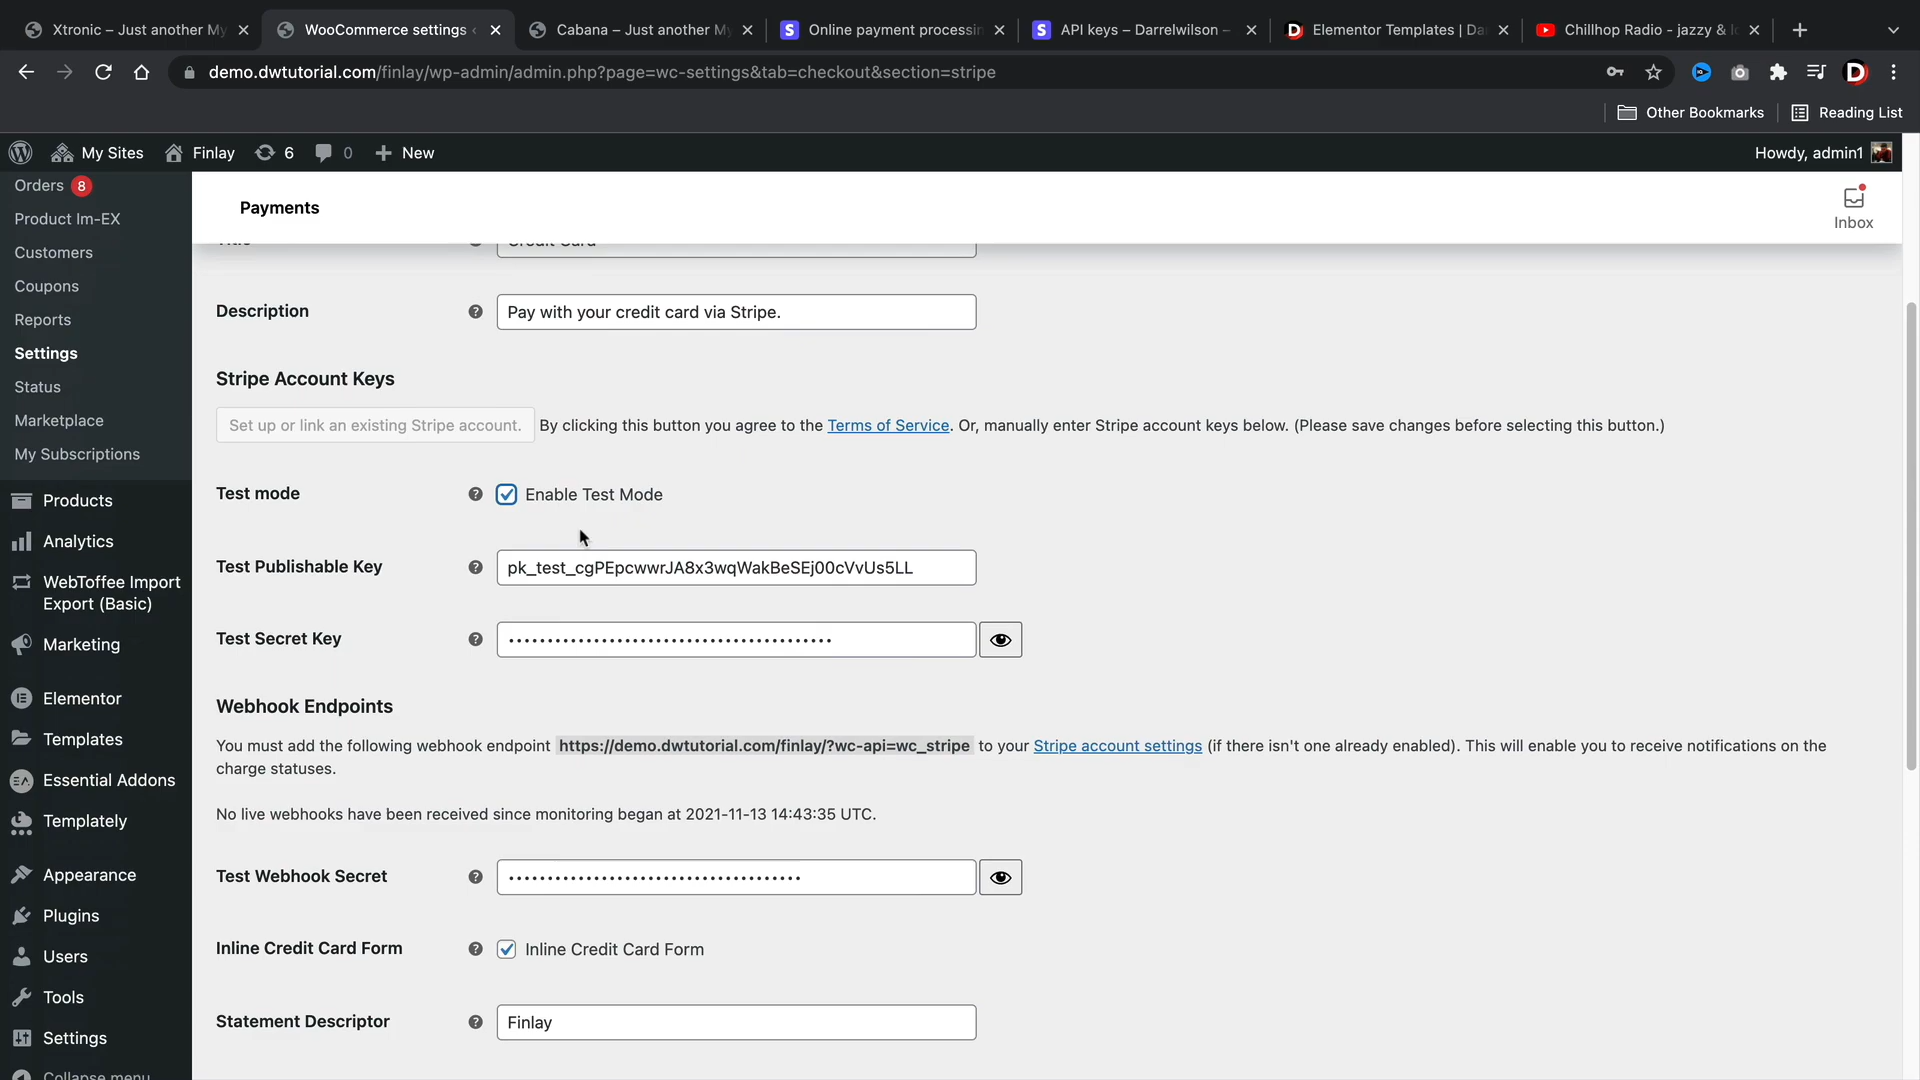 Xtronic – Just another My
WooCommerce settings ‹
Cabana – Just another My
Online payment processin
API keys – Darrelwilson –
Elementor Templates | Da
Chillhop Radio - jazzy & l
demo.dwtutorial.com/finlay/wp-admin/admin.php?page=wc-settings&tab=checkout&section=stripe
Other Bookmarks
Reading List
My Sites
Finlay
6
0
New
Howdy, admin1
Orders 8
Product Im-EX
Customers
Coupons
Reports
Settings
Status
Marketplace
My Subscriptions
Products
Analytics
WebToffee Import
Export (Basic)
Marketing
Elementor
Templates
Essential Addons
Templately
Appearance
Plugins
Users
Tools
Settings
Collapse menu
Payments
Inbox
Title
Credit Card
Description
Pay with your credit card via Stripe.
Stripe Account Keys
Set up or link an existing Stripe account. By clicking this button you agree to the Terms of Service. Or, manually enter Stripe account keys below. (Please save changes before selecting this button.)
Test mode
Enable Test Mode
Test Publishable Key
pk_test_cgPEpcwwrJA8x3wqWakBeSEj00cVvUs5LL
Test Secret Key
Webhook Endpoints
You must add the following webhook endpoint https://demo.dwtutorial.com/finlay/?wc-api=wc_stripe to your Stripe account settings (if there isn't one already enabled). This will enable you to receive notifications on the
charge statuses.
No live webhooks have been received since monitoring began at 2021-11-13 14:43:35 UTC.
Test Webhook Secret
Inline Credit Card Form
Inline Credit Card Form
Statement Descriptor
Finlay